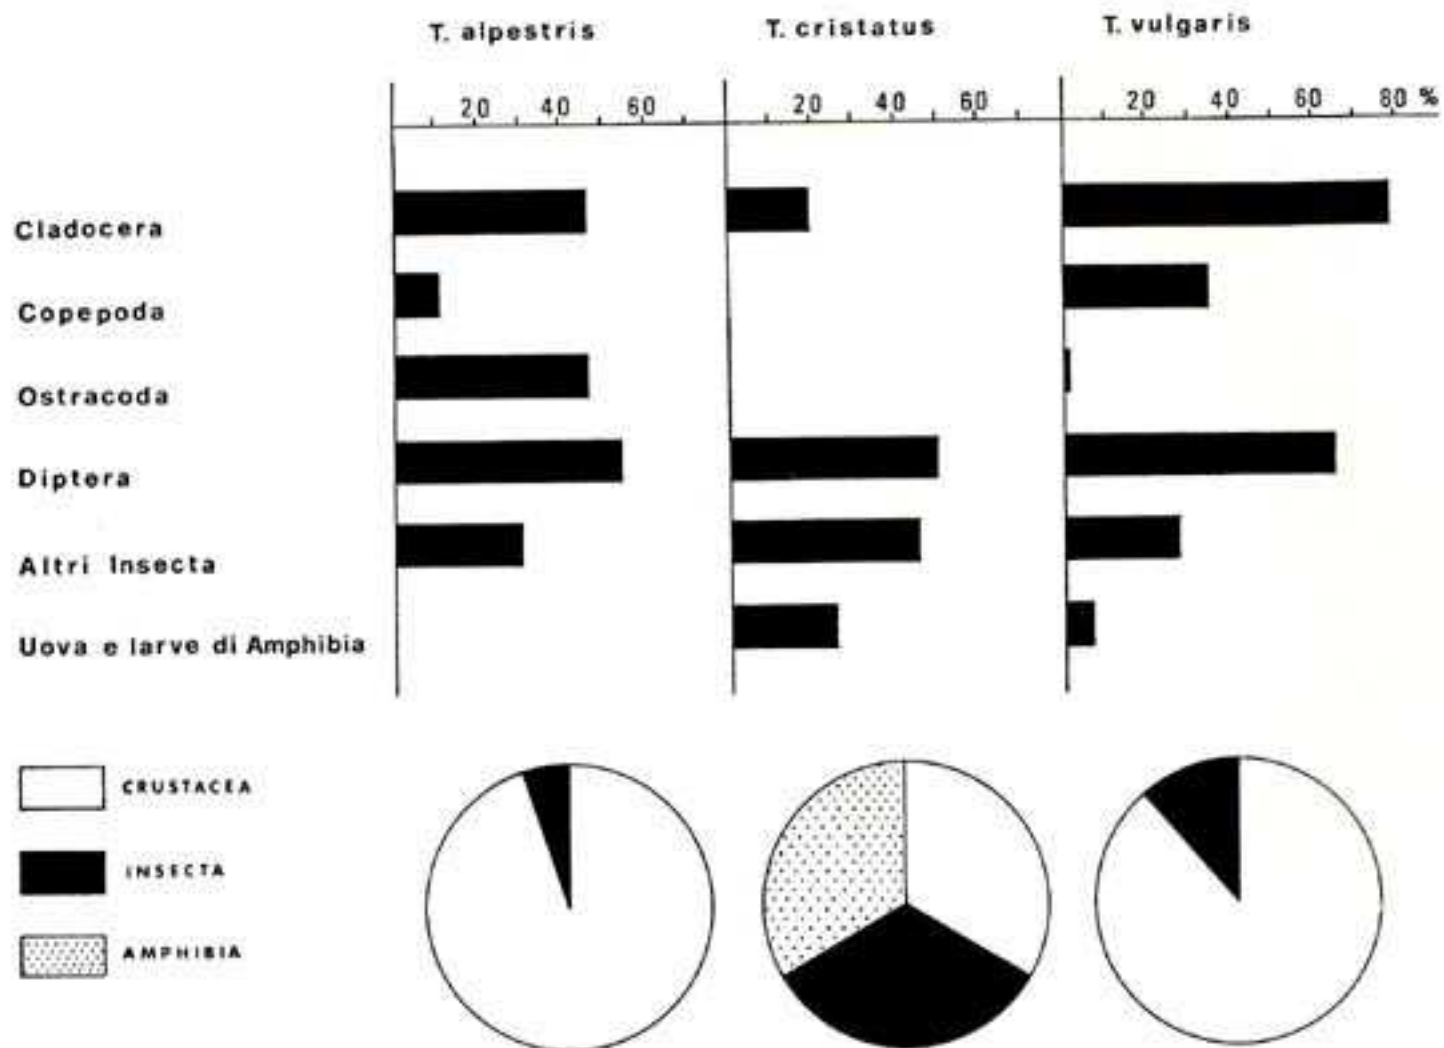 T. alpestris T. cristatus T. vulgaris
20 40 60 20 40 60 20 40 60 80 %
Cladocera
Copepoda
Ostracoda
Diptera
Altri Insecta
Uova e larve di Amphibia
CRUSTACEA
INSECTA
AMPHIBIA